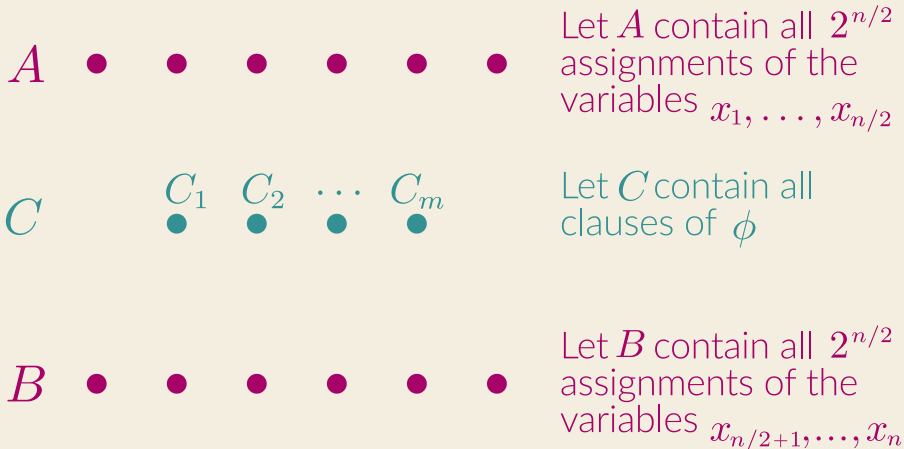 A
Let A contain all 2^{n/2}
assignments of the
variables x_1, . . . , x_{n/2}
C
C_1 C_2 ⋯ C_m
Let C contain all
clauses of ϕ
B
Let B contain all 2^{n/2}
assignments of the
variables x_{n/2+1}, ..., x_n